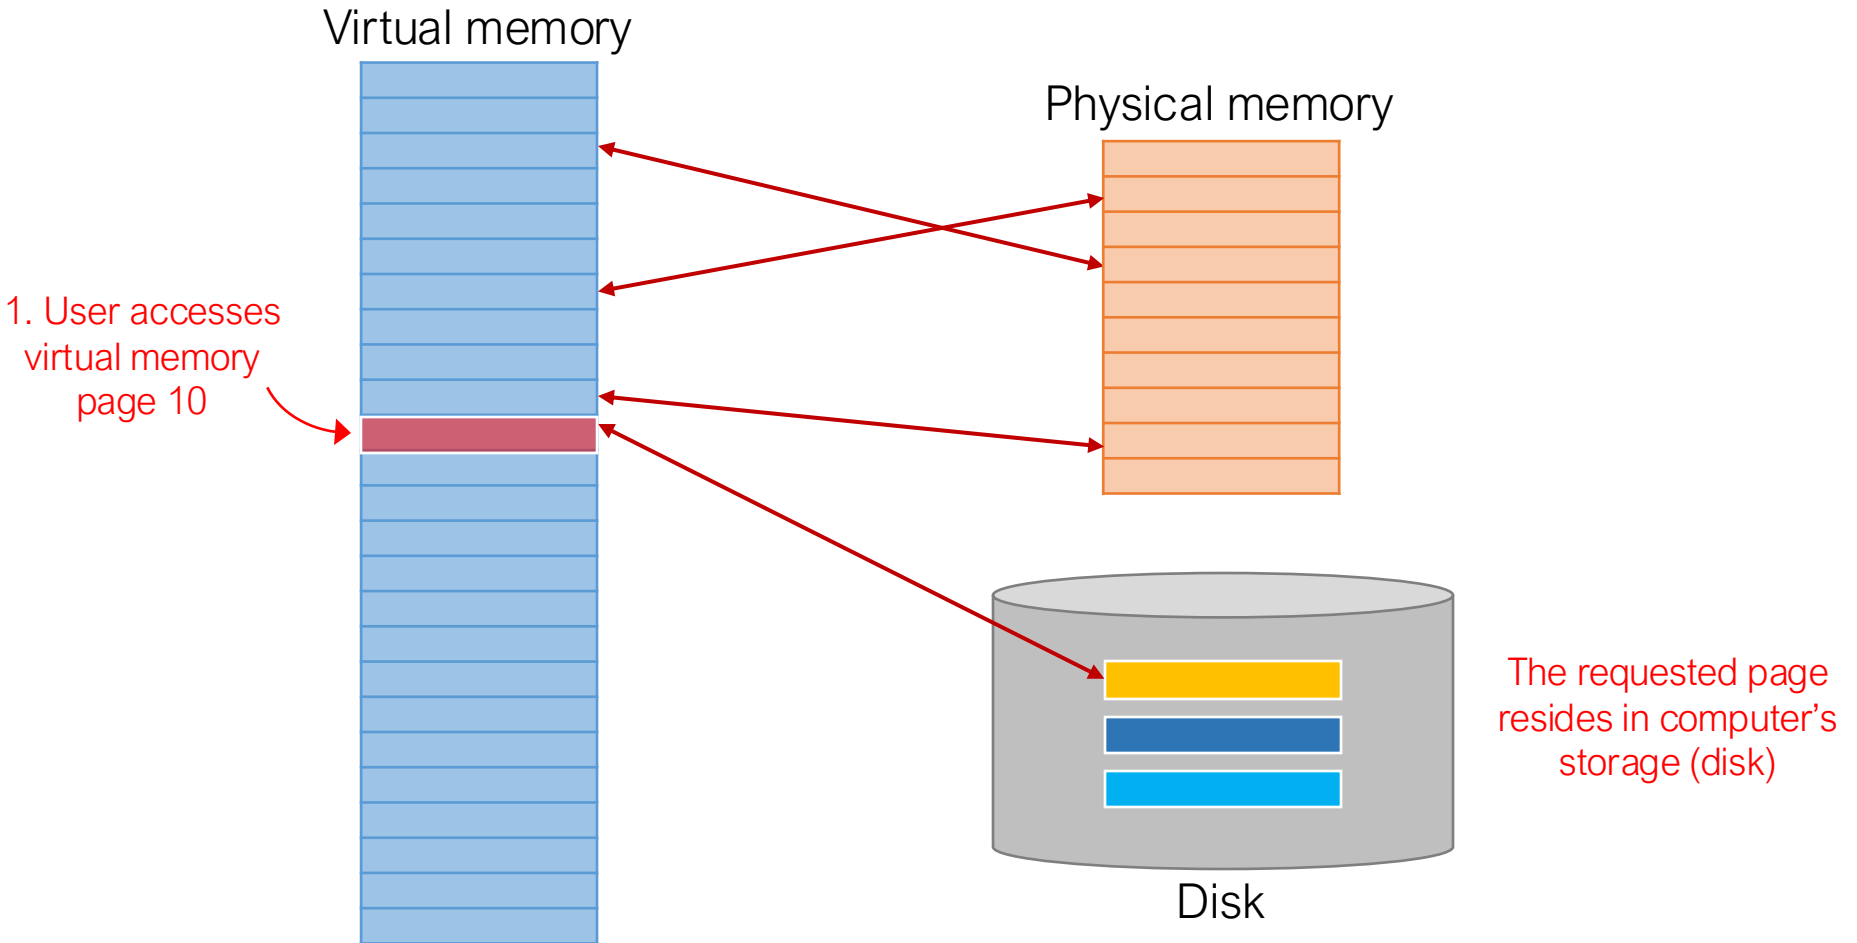 Virtual memory
Physical memory
1. User accesses
virtual memory
page 10
The requested page
resides in computer’s
storage (disk)
Disk